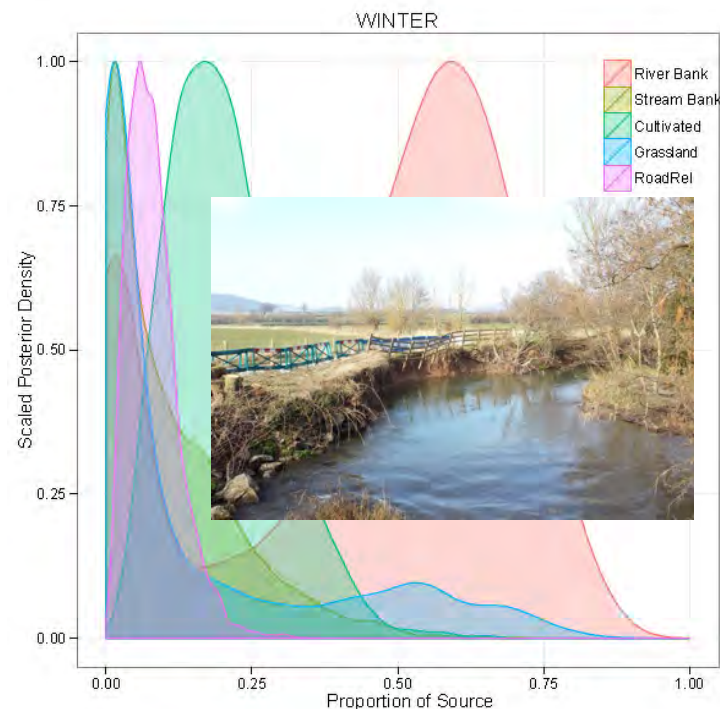 WINTER
1.00
0.75
0.50
0.25
0.00
Scaled Posterior Density
River Bank
Stream Bank
Cultivated
Grassland
RoadRel
0.00 0.25 0.50 0.75 1.00
Proportion of Source